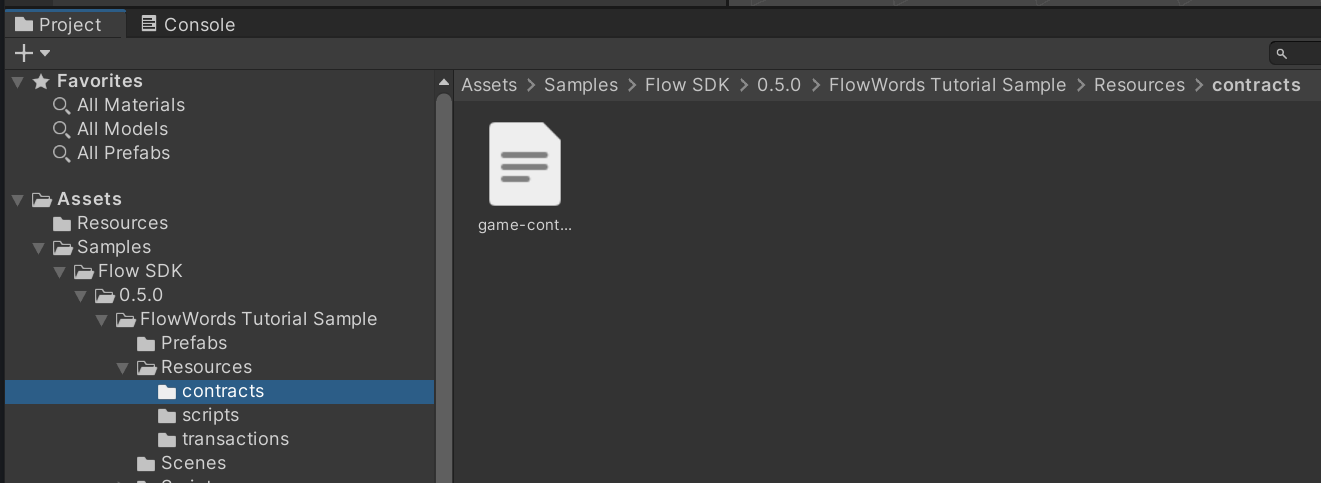 Project
Console
Favorites
All Materials
All Models
All Prefabs
Assets
Resources
Samples
Flow SDK
0.5.0
FlowWords Tutorial Sample
Prefabs
Resources
contracts
scripts
transactions
Scenes
Assets > Samples > Flow SDK > 0.5.0 > FlowWords Tutorial Sample > Resources > contracts
game-cont...